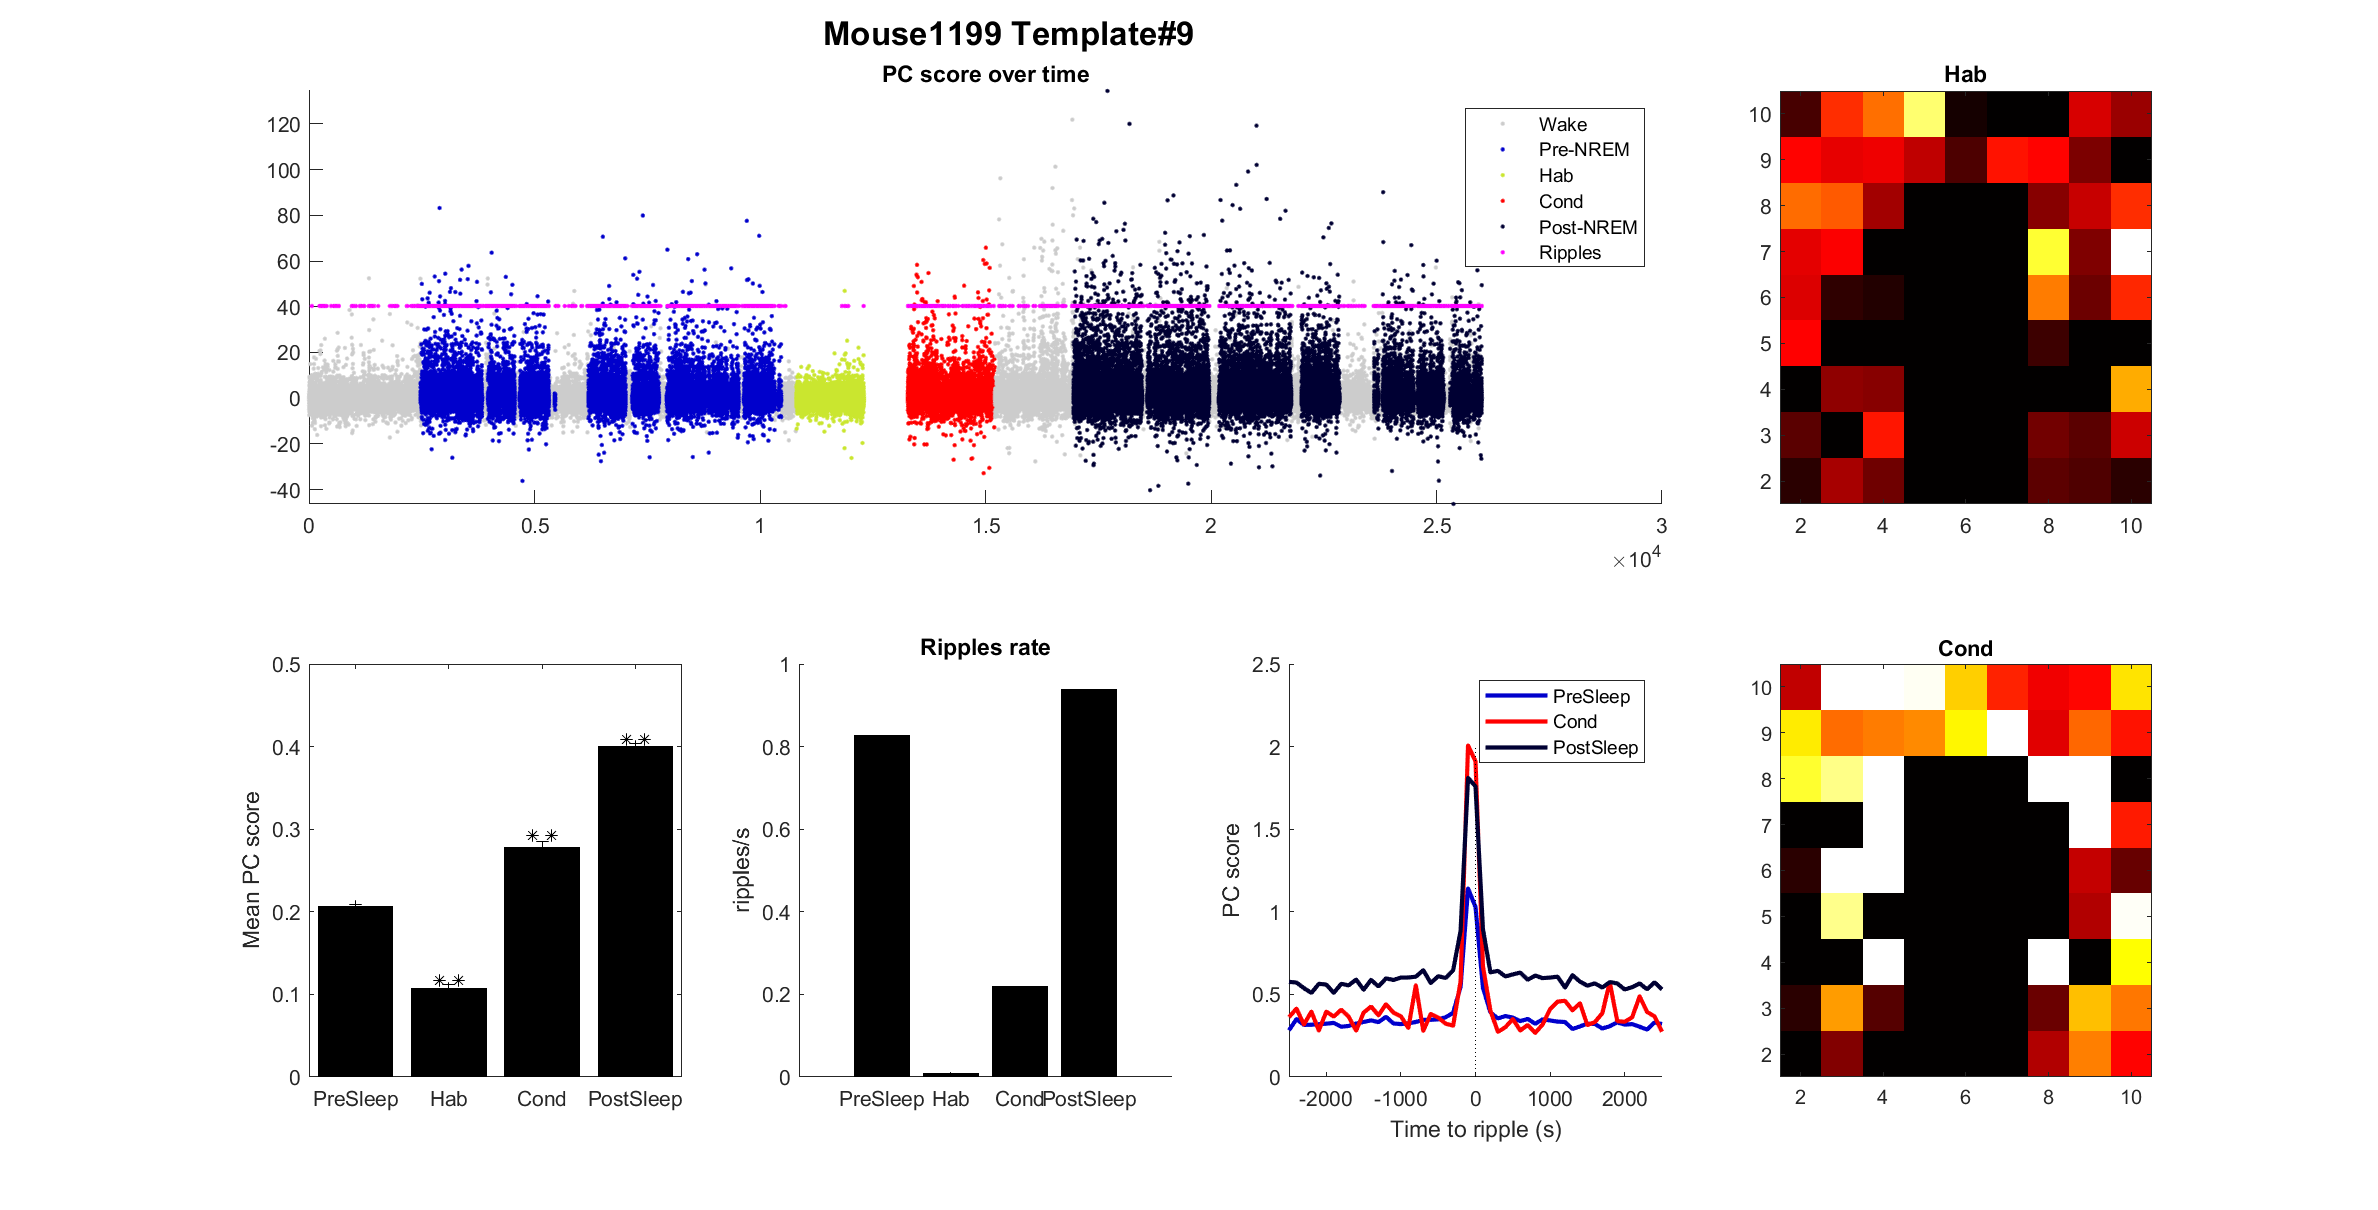 Mouse1199 Template#9
PC score over time
120
100
80
60
40
20
0
-20
-40
0 0.5 1 1.5 2 2.5 3
×10⁴
Wake
Pre-NREM
Hab
Cond
Post-NREM
Ripples
Hab
10
9
8
7
6
5
4
3
2
2 4 6 8 10
Mean PC score
0.5
0.4
0.3
0.2
0.1
0
** ** **
PreSleep Hab Cond PostSleep
Ripples rate
ripples/s
1
0.8
0.6
0.4
0.2
0
PreSleep Hab Cond PostSleep
PC score
2.5
2
1.5
1
0.5
0
PreSleep
Cond
PostSleep
-2000 -1000 0 1000 2000
Time to ripple (s)
Cond
10
9
8
7
6
5
4
3
2
2 4 6 8 10